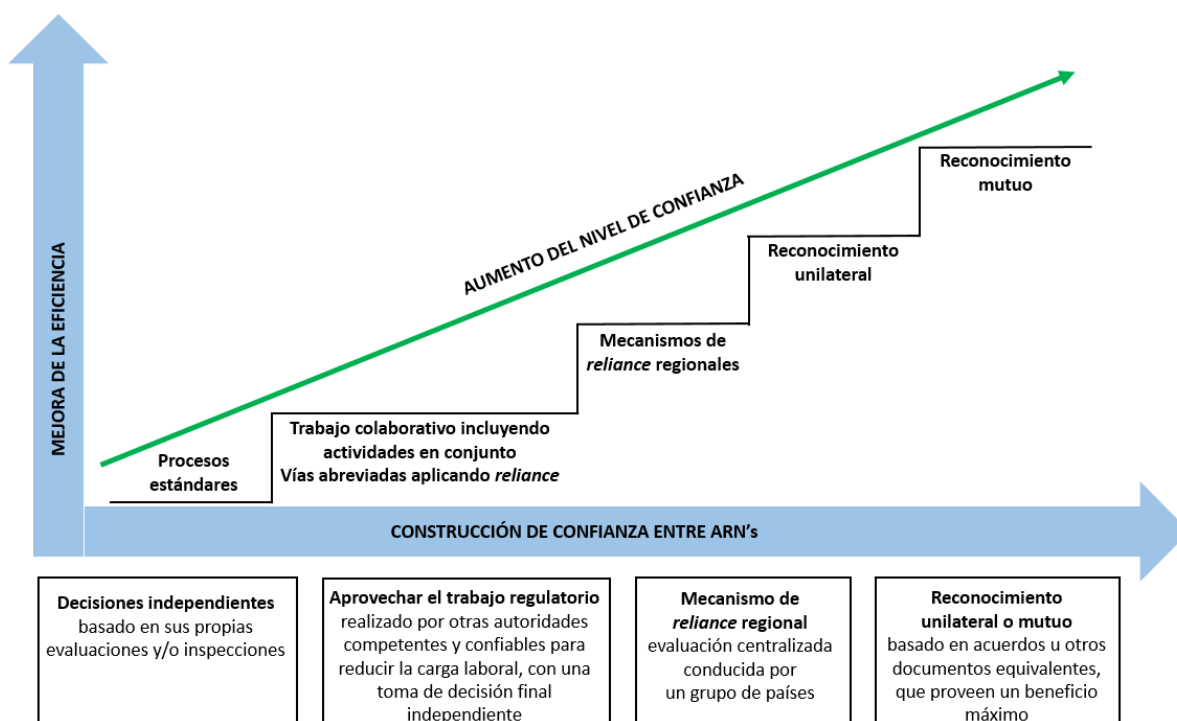 MEJORA DE LA EFICIENCIA
AUMENTO DEL NIVEL DE CONFIANZA
Reconocimiento
mutuo
Reconocimiento
unilateral
Mecanismos de
reliance regionales
Trabajo colaborativo incluyendo
actividades en conjunto
Vías abreviadas aplicando reliance
Procesos
estándares
CONSTRUCCIÓN DE CONFIANZA ENTRE ARN's
Decisiones independientes
basado en sus propias
evaluaciones y/o inspecciones
Aprovechar el trabajo regulatorio
realizado por otras autoridades
competentes y confiables para
reducir la carga laboral, con una
toma de decisión final
independiente
Mecanismo de
reliance regional
evaluación centralizada
conducida por
un grupo de países
Reconocimiento
unilateral o mutuo
basado en acuerdos u otros
documentos equivalentes,
que proveen un beneficio
máximo